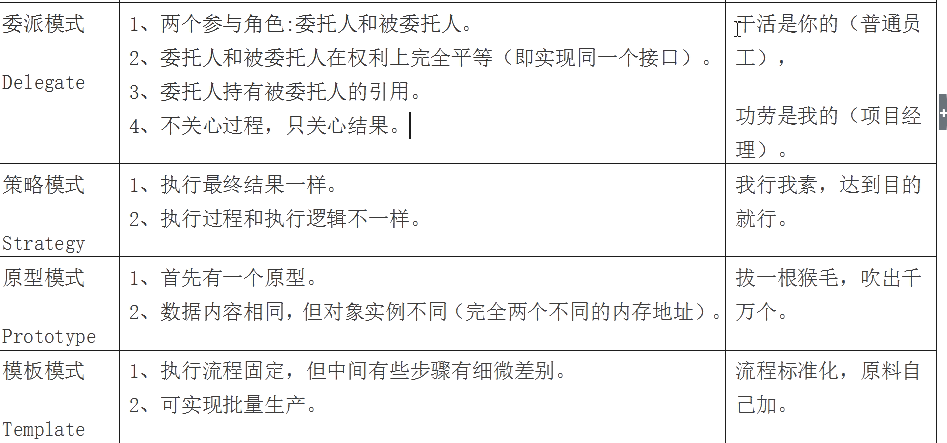 委派模式
Delegate
1、两个参与角色:委托人和被委托人。
2、委托人和被委托人在权利上完全平等（即实现同一个接口）。
3、委托人持有被委托人的引用。
4、不关心过程，只关心结果。
干活是你的（普通员
工），
功劳是我的（项目经
理）。
策略模式
Strategy
1、执行最终结果一样。
2、执行过程和执行逻辑不一样。
我行我素，达到目的
就行。
原型模式
Prototype
1、首先有一个原型。
2、数据内容相同，但对象实例不同（完全两个不同的内存地址）。
拔一根猴毛，吹出千
万个。
模板模式
Template
1、执行流程固定，但中间有些步骤有细微差别。
2、可实现批量生产。
流程标准化，原料自
己加。